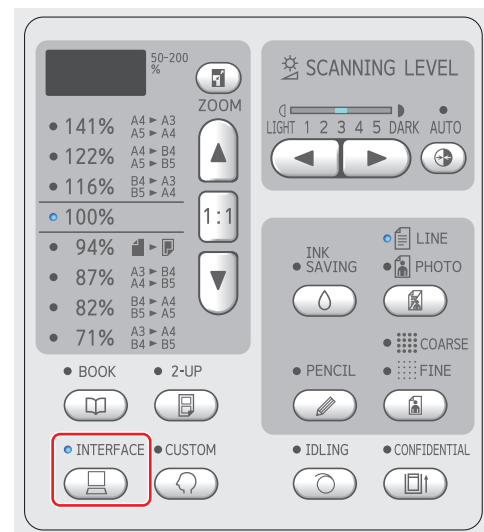 50-200
%
ZOOM
141% A4 ► A3
A5 ► A4
122% A4 ► B4
A5 ► B5
116% B4 ► A3
B5 ► A4
100%
1:1
94%
87% A3 ► B4
A4 ► B5
82% B4 ► A4
B5 ► A5
71% A3 ► A4
B4 ► B5
BOOK
2-UP
INTERFACE
CUSTOM
SCANNING LEVEL
LIGHT 1 2 3 4 5 DARK AUTO
INK
SAVING
LINE
PHOTO
COARSE
PENCIL
FINE
IDLING
CONFIDENTIAL